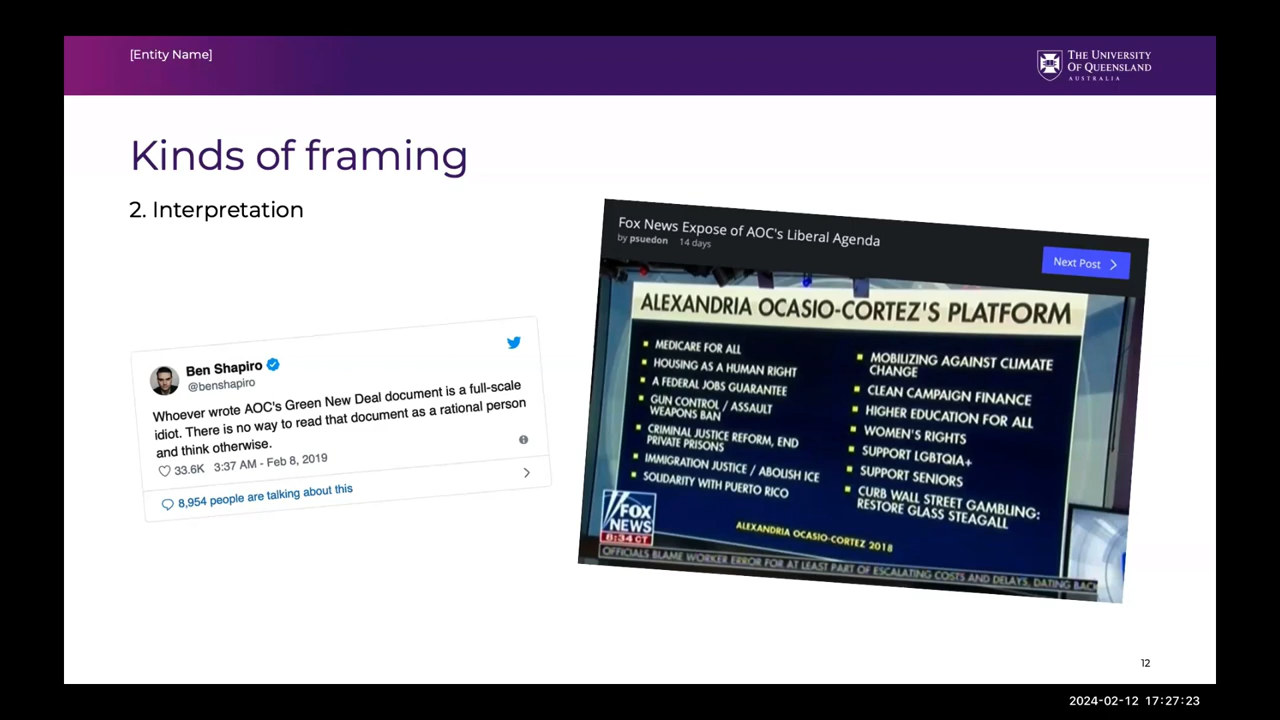 [Entity Name]
THE UNIVERSITY
OF QUEENSLAND
AUSTRALIA
Kinds of framing
2. Interpretation
Ben Shapiro
@benshapiro
Whoever wrote AOC's Green New Deal document is a full-scale
idiot. There is no way to read that document as a rational person
and think otherwise.
33.6K 3:37 AM - Feb 8, 2019
8,954 people are talking about this
Fox News Expose of AOC's Liberal Agenda
by psuedon 14 days
Next Post
ALEXANDRIA OCASIO-CORTEZ'S PLATFORM
MEDICARE FOR ALL
HOUSING AS A HUMAN RIGHT
A FEDERAL JOBS GUARANTEE
GUN CONTROL / ASSAULT
WEAPONS BAN
CRIMINAL JUSTICE REFORM, END
PRIVATE PRISONS
IMMIGRATION JUSTICE / ABOLISH ICE
SOLIDARITY WITH PUERTO RICO
MOBILIZING AGAINST CLIMATE
CHANGE
CLEAN CAMPAIGN FINANCE
HIGHER EDUCATION FOR ALL
WOMEN'S RIGHTS
SUPPORT LGBTQIA+
SUPPORT SENIORS
CURB WALL STREET GAMBLING:
RESTORE GLASS STEAGALL
ALEXANDRIA OCASIO-CORTEZ 2018
FOX
NEWS
8:34 CT
OFFICIALS BLAME WORKER ERROR FOR AT LEAST PART OF ESCALATING COSTS AND DELAYS, DATING BACK
12
2024-02-12 17:27:23